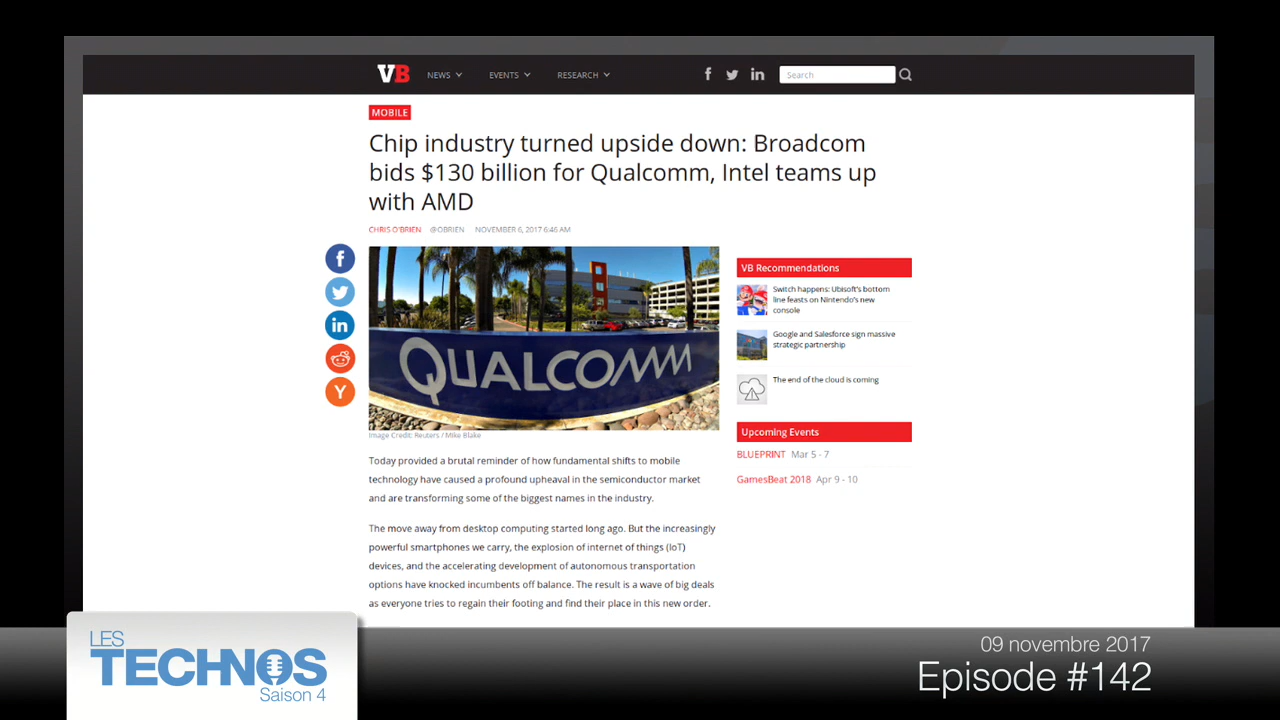 VB NEWS EVENTS RESEARCH f in Search
MOBILE
Chip industry turned upside down: Broadcom
bids $130 billion for Qualcomm, Intel teams up
with AMD
CHRIS O'BRIEN @OBRIEN NOVEMBER 6, 2017 6:46 AM
f
in
Y
QUALCOMM
Image Credit: Reuters / Mike Blake
Today provided a brutal reminder of how fundamental shifts to mobile
technology have caused a profound upheaval in the semiconductor market
and are transforming some of the biggest names in the industry.
The move away from desktop computing started long ago. But the increasingly
powerful smartphones we carry, the explosion of internet of things (IoT)
devices, and the accelerating development of autonomous transportation
options have knocked incumbents off balance. The result is a wave of big deals
as everyone tries to regain their footing and find their place in this new order.
VB Recommendations
Switch happens: Ubisoft's bottom
line feasts on Nintendo's new
console
Google and Salesforce sign massive
strategic partnership
The end of the cloud is coming
Upcoming Events
BLUEPRINT Mar 5 - 7
GamesBeat 2018 Apr 9 - 10
LES
TECHNOS
Saison 4
09 novembre 2017
Episode #142